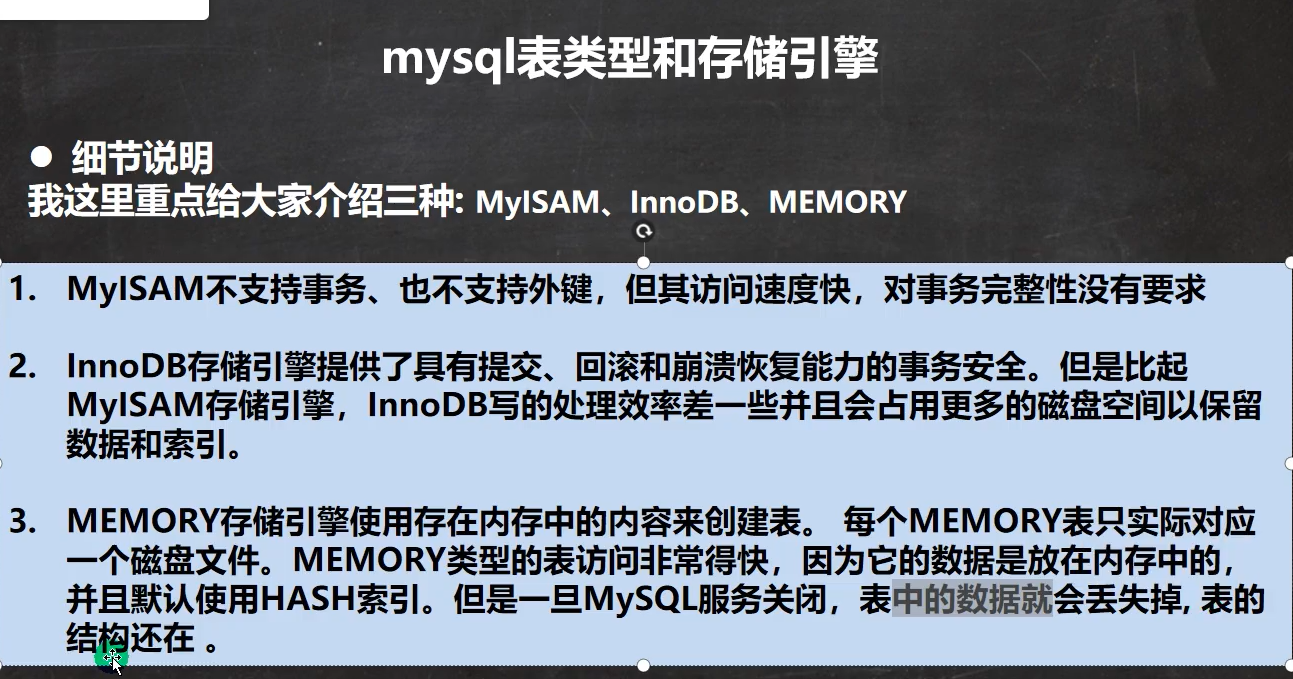 mysql表类型和存储引擎
● 细节说明
我这里重点给大家介绍三种: MyISAM、InnoDB、MEMORY
1. MyISAM不支持事务、也不支持外键，但其访问速度快，对事务完整性没有要求
2. InnoDB存储引擎提供了具有提交、回滚和崩溃恢复能力的事务安全。但是比起
MyISAM存储引擎，InnoDB写的处理效率差一些并且会占用更多的磁盘空间以保留
数据和索引。
3. MEMORY存储引擎使用存在内存中的内容来创建表。 每个MEMORY表只实际对应
一个磁盘文件。MEMORY类型的表访问非常得快，因为它的数据是放在内存中的，
并且默认使用HASH索引。但是一旦MySQL服务关闭，表中的数据就会丢失掉, 表的
结构还在 。